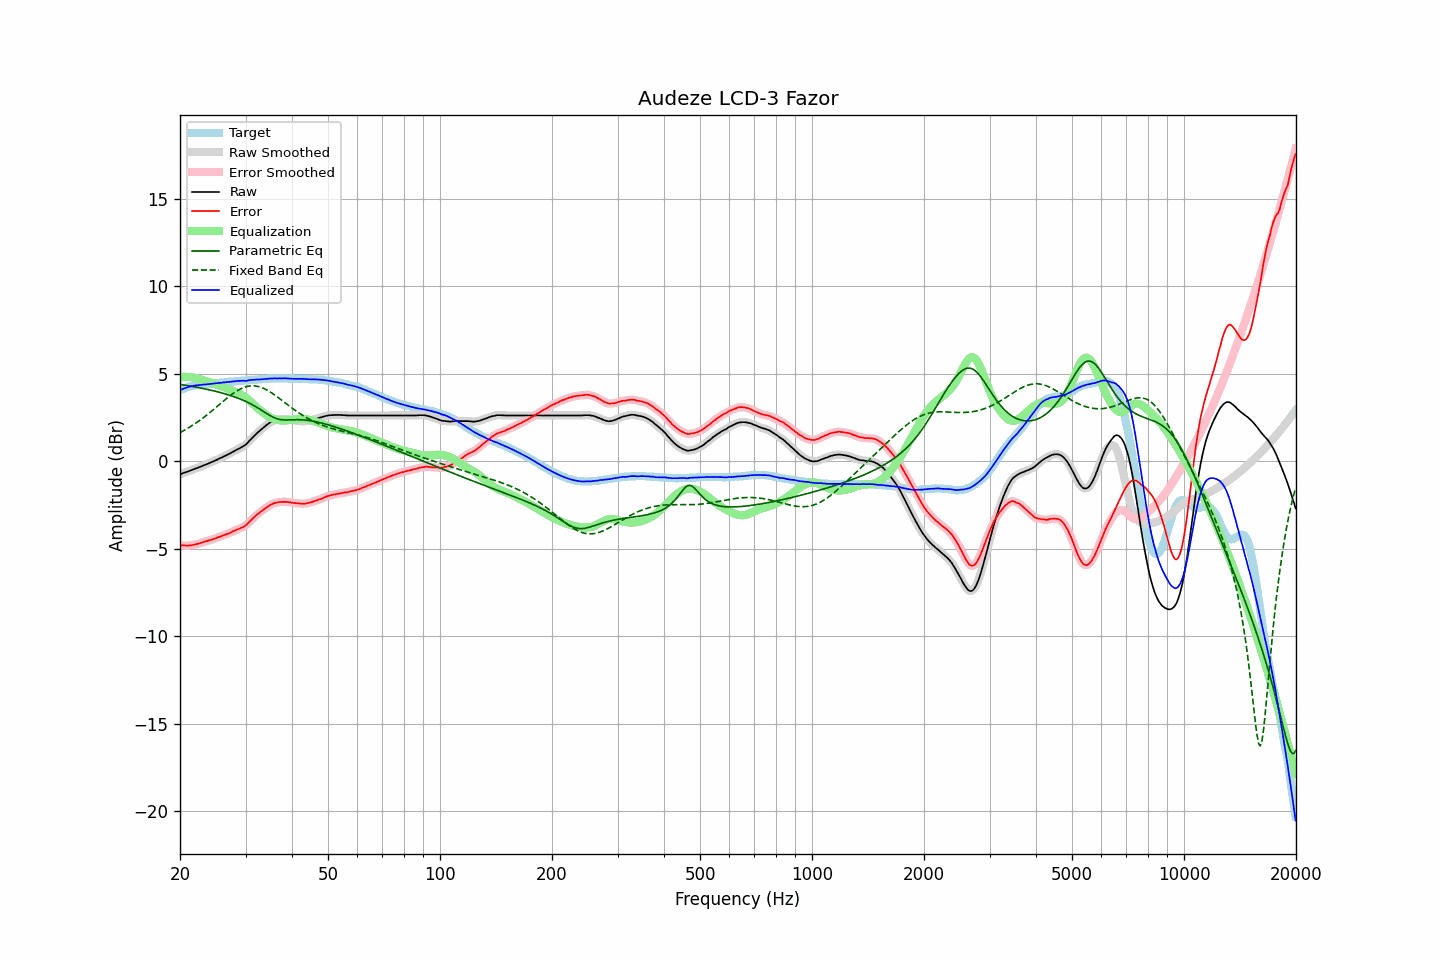 Audeze LCD-3 Fazor
Target
Raw Smoothed
Error Smoothed
Raw
Error
Equalization
Parametric Eq
Fixed Band Eq
Equalized
Amplitude (dBr)
15
10
5
0
−5
−10
−15
−20
20
50
100
200
500
1000
2000
5000
10000
20000
Frequency (Hz)